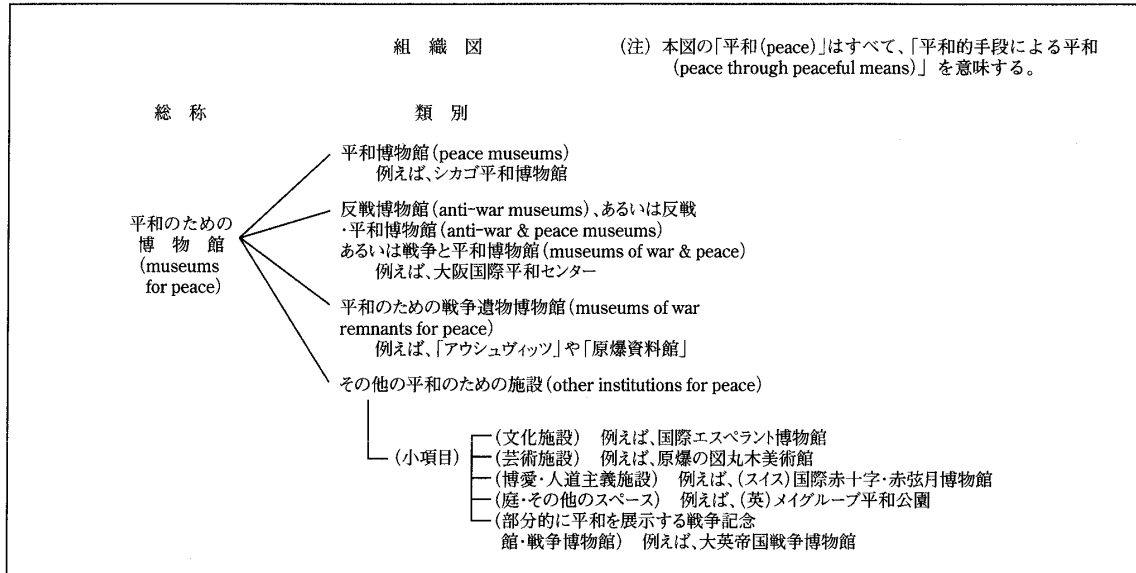 組織図
(注) 本図の「平和(peace)」はすべて、「平和的手段による平和
(peace through peaceful means)」を意味する。
総称
類別
平和のための
博物館
(museums
for peace)
平和博物館(peace museums)
例えば、シカゴ平和博物館
反戦博物館(anti-war museums)、あるいは反戦
・平和博物館(anti-war & peace museums)
あるいは戦争と平和博物館(museums of war & peace)
例えば、大阪国際平和センター
平和のための戦争遺物博物館(museums of war
remnants for peace)
例えば、「アウシュヴィッツ」や「原爆資料館」
その他の平和のための施設(other institutions for peace)
(小項目)
(文化施設) 例えば、国際エスペラント博物館
(芸術施設) 例えば、原爆の図丸木美術館
(博愛・人道主義施設) 例えば、(スイス)国際赤十字・赤弦月博物館
(庭・その他のスペース) 例えば、(英)メイグルーブ平和公園
(部分的に平和を展示する戦争記念
館・戦争博物館) 例えば、大英帝国戦争博物館